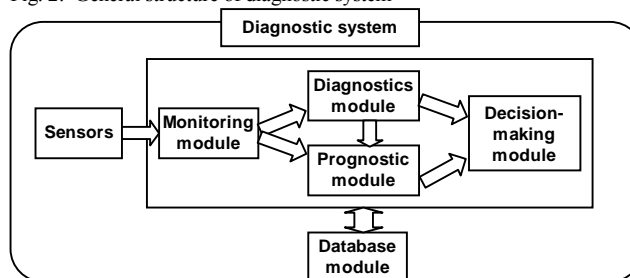 Fig. 2. General structure of diagnostic system
Diagnostic system
Sensors
Monitoring
module
Diagnostics
module
Prognostic
module
Decision-
making
module
Database
module